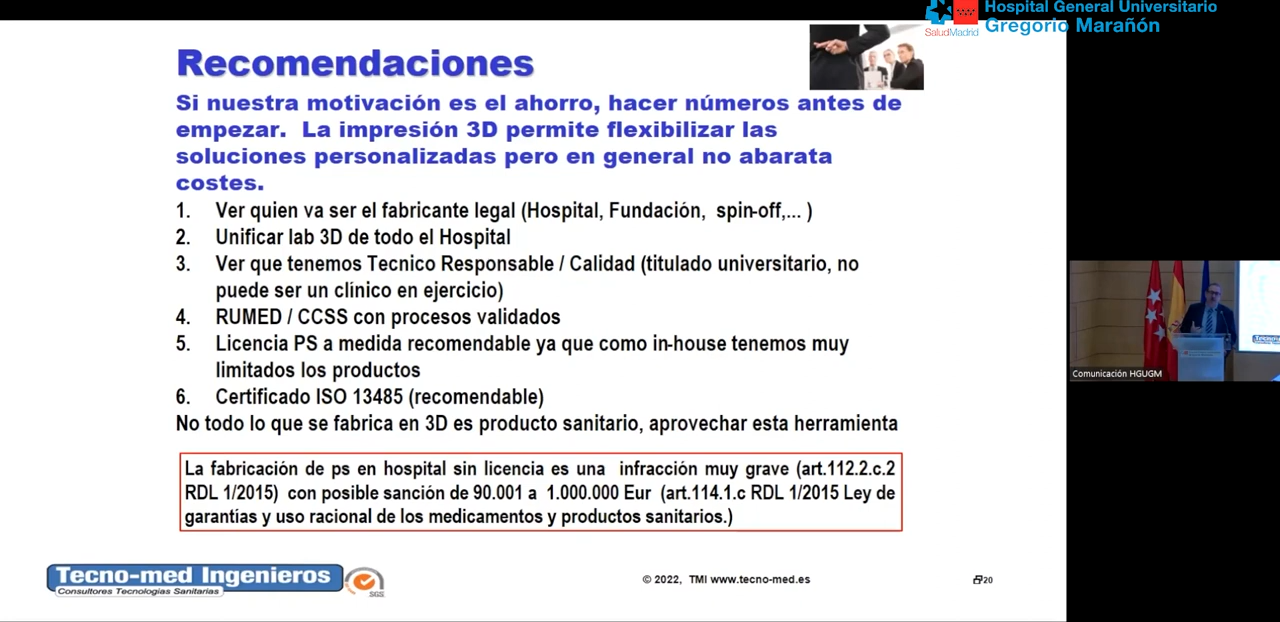 Hospital General Universitario
Gregorio Marañón
SaludMadrid
Recomendaciones
Si nuestra motivación es el ahorro, hacer números antes de
empezar. La impresión 3D permite flexibilizar las
soluciones personalizadas pero en general no abarata
costes.
1. Ver quien va ser el fabricante legal (Hospital, Fundación, spin-off,... )
2. Unificar lab 3D de todo el Hospital
3. Ver que tenemos Tecnico Responsable / Calidad (titulado universitario, no
puede ser un clínico en ejercicio)
4. RUMED / CCSS con procesos validados
5. Licencia PS a medida recomendable ya que como in-house tenemos muy
limitados los productos
6. Certificado ISO 13485 (recomendable)
No todo lo que se fabrica en 3D es producto sanitario, aprovechar esta herramienta
La fabricación de ps en hospital sin licencia es una infracción muy grave (art.112.2.c.2
RDL 1/2015) con posible sanción de 90.001 a 1.000.000 Eur (art.114.1.c RDL 1/2015 Ley de
garantías y uso racional de los medicamentos y productos sanitarios.)
Tecno-med Ingenieros
Consultores Tecnologías Sanitarias
SGS
© 2022, TMI www.tecno-med.es
20
Comunicación HGUGM